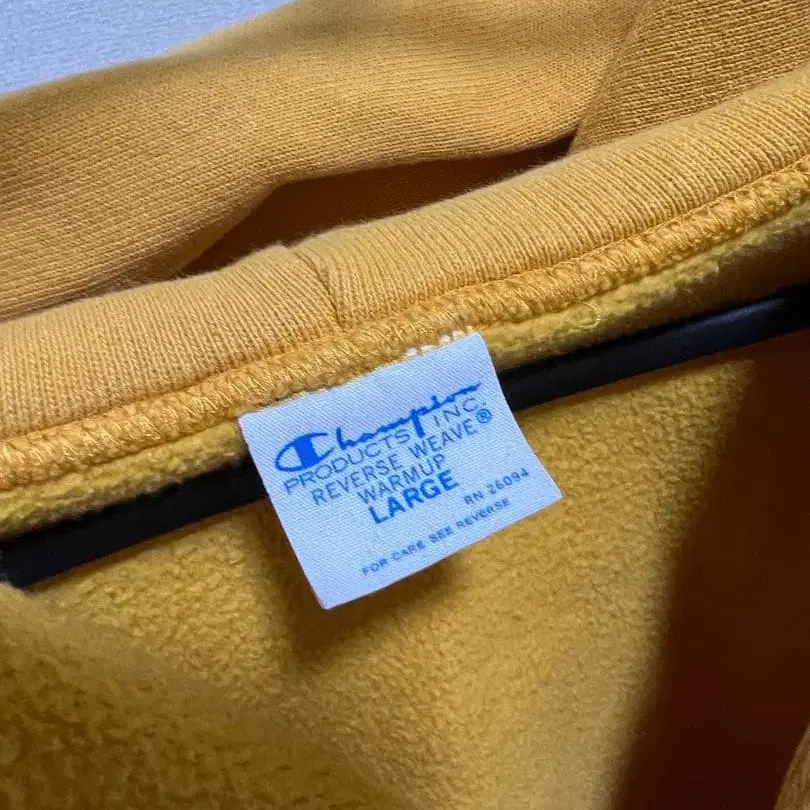 Champion
PRODUCTS INC.
REVERSE WEAVE®
WARMUP
LARGE
RN 26094
FOR CARE SEE REVERSE